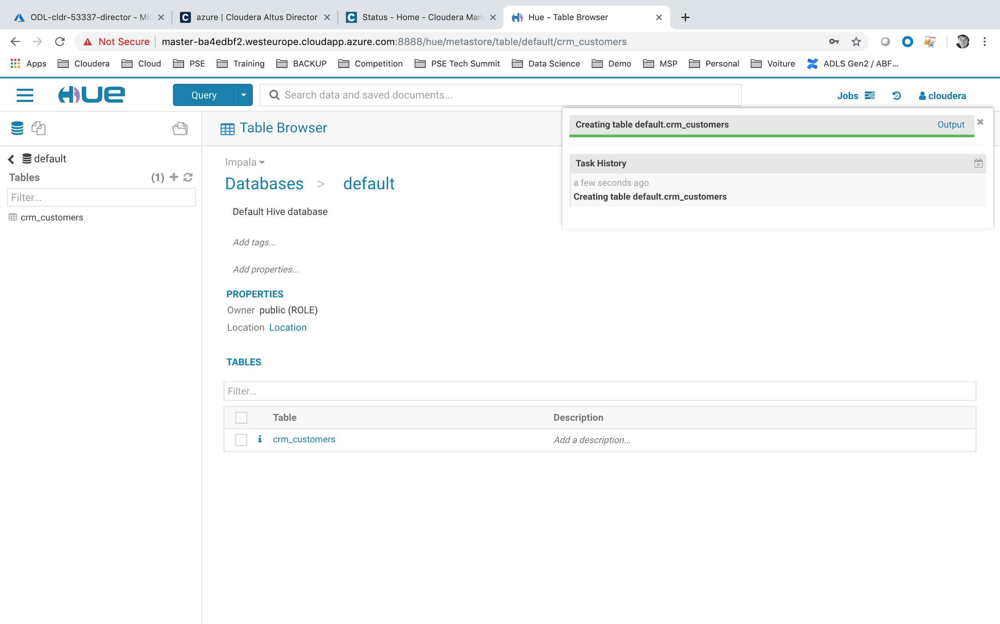 ODL-cldr-53337-director - Mic
azure | Cloudera Altus Director
Status - Home - Cloudera Man
Hue - Table Browser
Not Secure
master-ba4edbf2.westeurope.cloudapp.azure.com:8888/hue/metastore/table/default/crm_customers
Apps Cloudera Cloud PSE Training BACKUP Competition PSE Tech Summit Data Science Demo MSP Personal Voiture ADLS Gen2 / ABF...
HUE
Query
Search data and saved documents...
Jobs
cloudera
Table Browser
Creating table default.crm_customers Output
Task History
a few seconds ago
Creating table default.crm_customers
default
Tables (1)
Filter...
crm_customers
Impala
Databases > default
Default Hive database
Add tags...
Add properties...
PROPERTIES
Owner public (ROLE)
Location Location
TABLES
Filter...
Table Description
crm_customers Add a description...